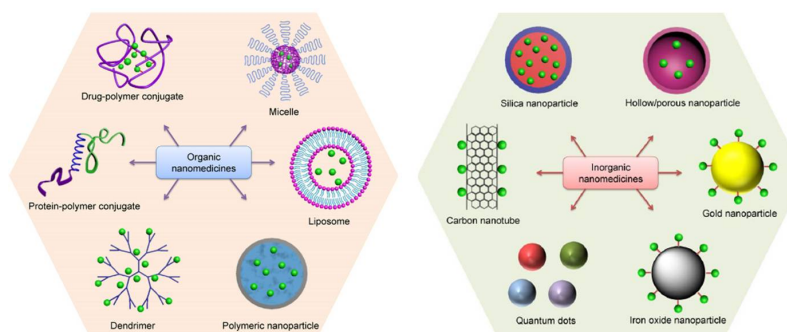 Drug-polymer conjugate
Micelle
Protein-polymer conjugate
Organic
nanomedicines
Liposome
Dendrimer
Polymeric nanoparticle
Silica nanoparticle
Hollow/porous nanoparticle
Carbon nanotube
Inorganic
nanomedicines
Gold nanoparticle
Quantum dots
Iron oxide nanoparticle